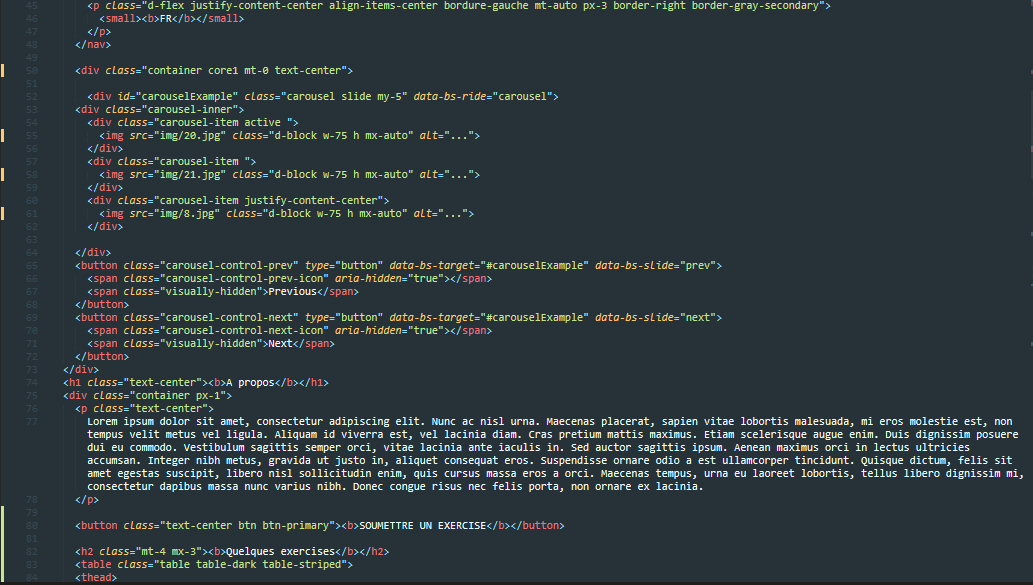 45 <p class="d-flex justify-content-center align-items-center bordure-gauche mt-auto px-3 border-right border-gray-secondary">
46 <small><b>FR</b></small>
47 </p>
48 </nav>
49
50 <div class="container core1 mt-0 text-center">
51
52 <div id="carouselExample" class="carousel slide my-5" data-bs-ride="carousel">
53 <div class="carousel-inner">
54 <div class="carousel-item active ">
55 <img src="img/20.jpg" class="d-block w-75 h mx-auto" alt="...">
56 </div>
57 <div class="carousel-item ">
58 <img src="img/21.jpg" class="d-block w-75 h mx-auto" alt="...">
59 </div>
60 <div class="carousel-item justify-content-center">
61 <img src="img/8.jpg" class="d-block w-75 h mx-auto" alt="...">
62 </div>
63
64 </div>
65 <button class="carousel-control-prev" type="button" data-bs-target="#carouselExample" data-bs-slide="prev">
66 <span class="carousel-control-prev-icon" aria-hidden="true"></span>
67 <span class="visually-hidden">Previous</span>
68 </button>
69 <button class="carousel-control-next" type="button" data-bs-target="#carouselExample" data-bs-slide="next">
70 <span class="carousel-control-next-icon" aria-hidden="true"></span>
71 <span class="visually-hidden">Next</span>
72 </button>
73 </div>
74 <h1 class="text-center"><b>A propos</b></h1>
75 <div class="container px-1">
76 <p class="text-center">
77 Lorem ipsum dolor sit amet, consectetur adipiscing elit. Nunc ac nisl urna. Maecenas placerat, sapien vitae lobortis malesuada, mi eros molestie est, non
tempus velit metus vel ligula. Aliquam id viverra est, vel lacinia diam. Cras pretium mattis maximus. Etiam scelerisque augue enim. Duis dignissim posuere
dui eu commodo. Vestibulum sagittis semper orci, vitae lacinia ante iaculis in. Sed auctor sagittis ipsum. Aenean maximus orci in lectus ultricies
accumsan. Integer nibh metus, gravida ut justo in, aliquet consequat eros. Suspendisse ornare odio a est ullamcorper tincidunt. Quisque dictum, felis sit
amet egestas suscipit, libero nisl sollicitudin enim, quis cursus massa eros a orci. Maecenas tempus, urna eu laoreet lobortis, tellus libero dignissim mi,
consectetur dapibus massa nunc varius nibh. Donec congue risus nec felis porta, non ornare ex lacinia.
78 </p>
79
80 <button class="text-center btn btn-primary"><b>SOUMETTRE UN EXERCISE</b></button>
81
82 <h2 class="mt-4 mx-3"><b>Quelques exercises</b></h2>
83 <table class="table table-dark table-striped">
84 <thead>